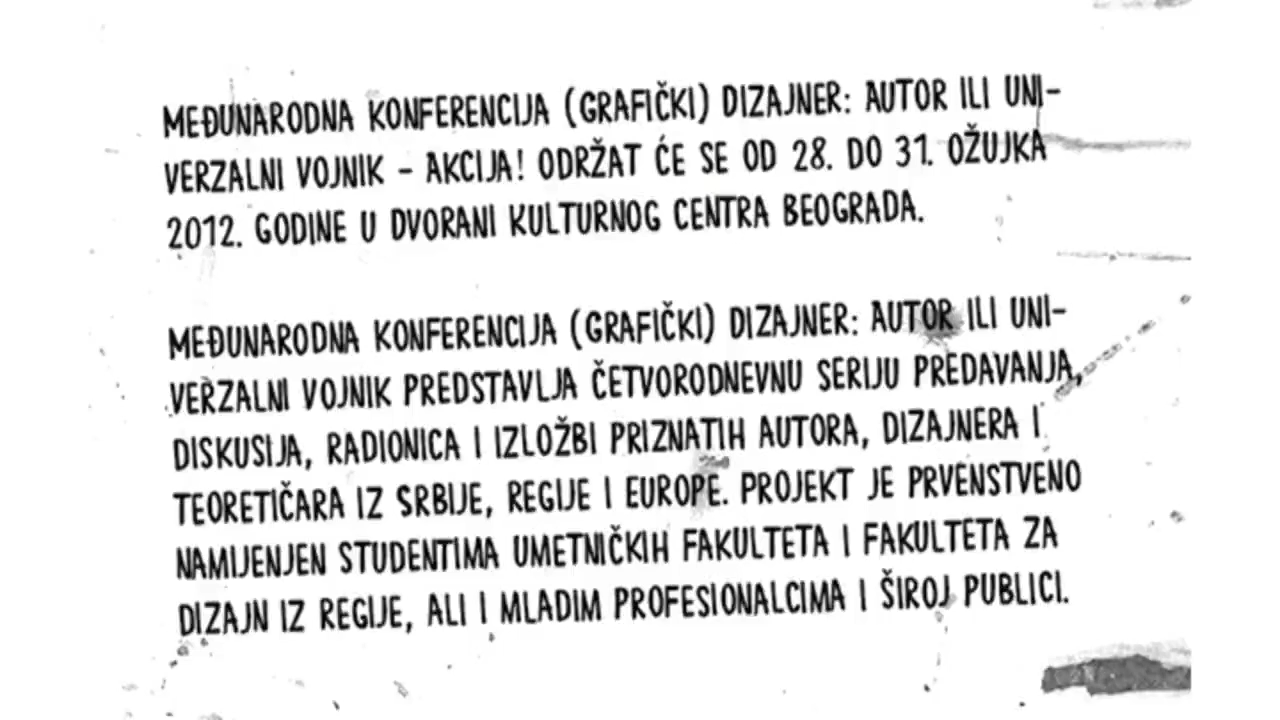 MEĐUNARODNA KONFERENCIJA (GRAFIČKI) DIZAJNER: AUTOR ILI UNI-
VERZALNI VOJNIK - AKCIJA! ODRŽAT ĆE SE OD 28. DO 31. OŽUJKA
2012. GODINE U DVORANI KULTURNOG CENTRA BEOGRADA.
MEĐUNARODNA KONFERENCIJA (GRAFIČKI) DIZAJNER: AUTOR ILI UNI-
VERZALNI VOJNIK PREDSTAVLJA ČETVORODNEVNU SERIJU PREDAVANJA,
DISKUSIJA, RADIONICA I IZLOŽBI PRIZNATIH AUTORA, DIZAJNERA I
TEORETIČARA IZ SRBIJE, REGIJE I EUROPE. PROJEKT JE PRVENSTVENO
NAMIJENJEN STUDENTIMA UMETNIČKIH FAKULTETA I FAKULTETA ZA
DIZAJN IZ REGIJE, ALI I MLADIM PROFESIONALCIMA I ŠIROJ PUBLICI.